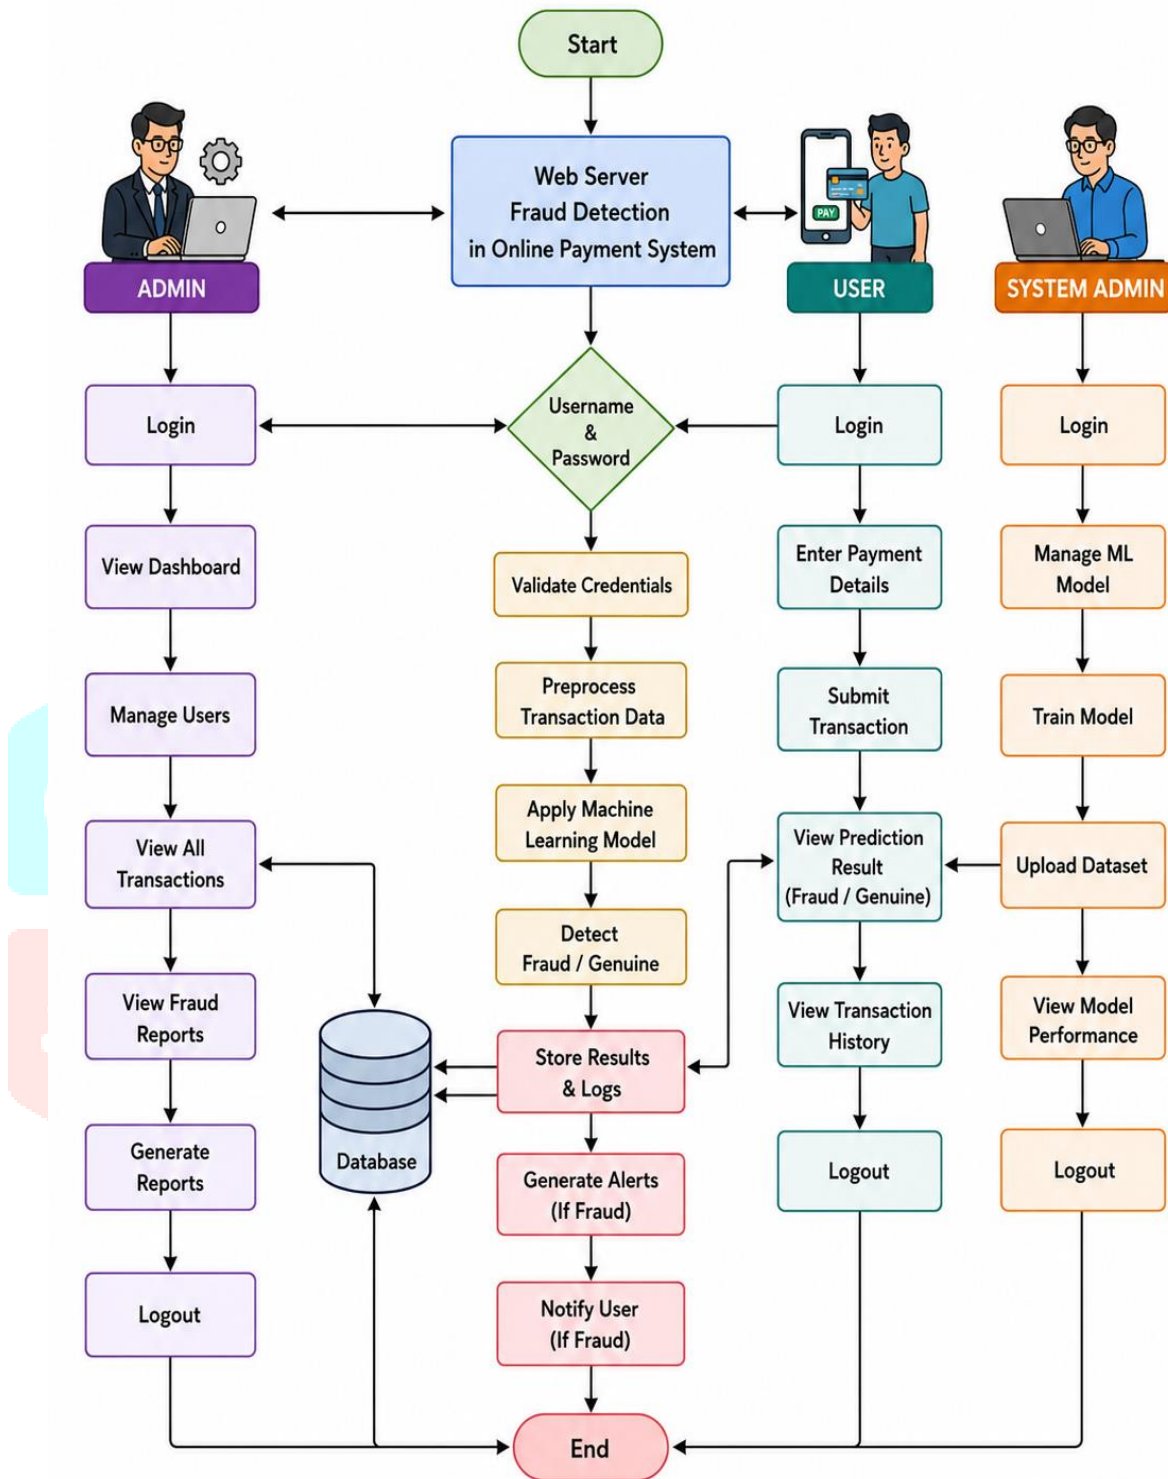 Start
Web Server
Fraud Detection
in Online Payment System
PAY
ADMIN
USER
SYSTEM ADMIN
Login
Username
&
Password
Login
Login
View Dashboard
Validate Credentials
Enter Payment
Details
Manage ML
Model
Manage Users
Preprocess
Transaction Data
Submit
Transaction
Train Model
View All
Transactions
Apply Machine
Learning Model
View Prediction
Result
(Fraud / Genuine)
Upload Dataset
Detect
Fraud / Genuine
View Fraud
Reports
View Transaction
History
View Model
Performance
Store Results
& Logs
Database
Generate
Reports
Generate Alerts
(If Fraud)
Logout
Logout
Logout
Notify User
(If Fraud)
End